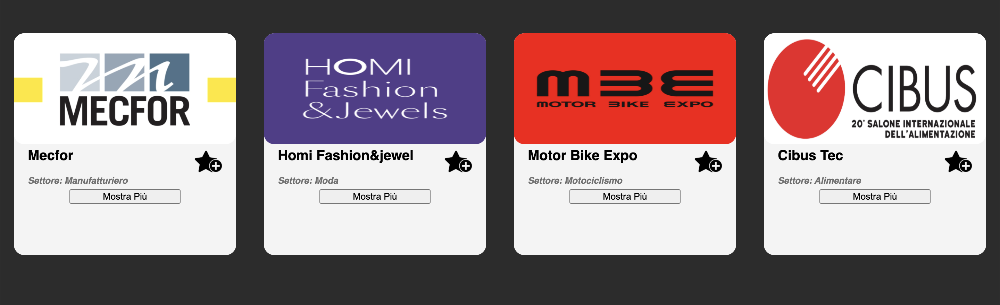 MECFOR
Mecfor
Settore: Manufatturiero
Mostra Più
HOMI
Fashion
&Jewels
Homi Fashion&jewel
Settore: Moda
Mostra Più
MBE
MOTOR BIKE EXPO
Motor Bike Expo
Settore: Motociclismo
Mostra Più
CIBUS
20° SALONE INTERNAZIONALE
DELL'ALIMENTAZIONE
Cibus Tec
Settore: Alimentare
Mostra Più